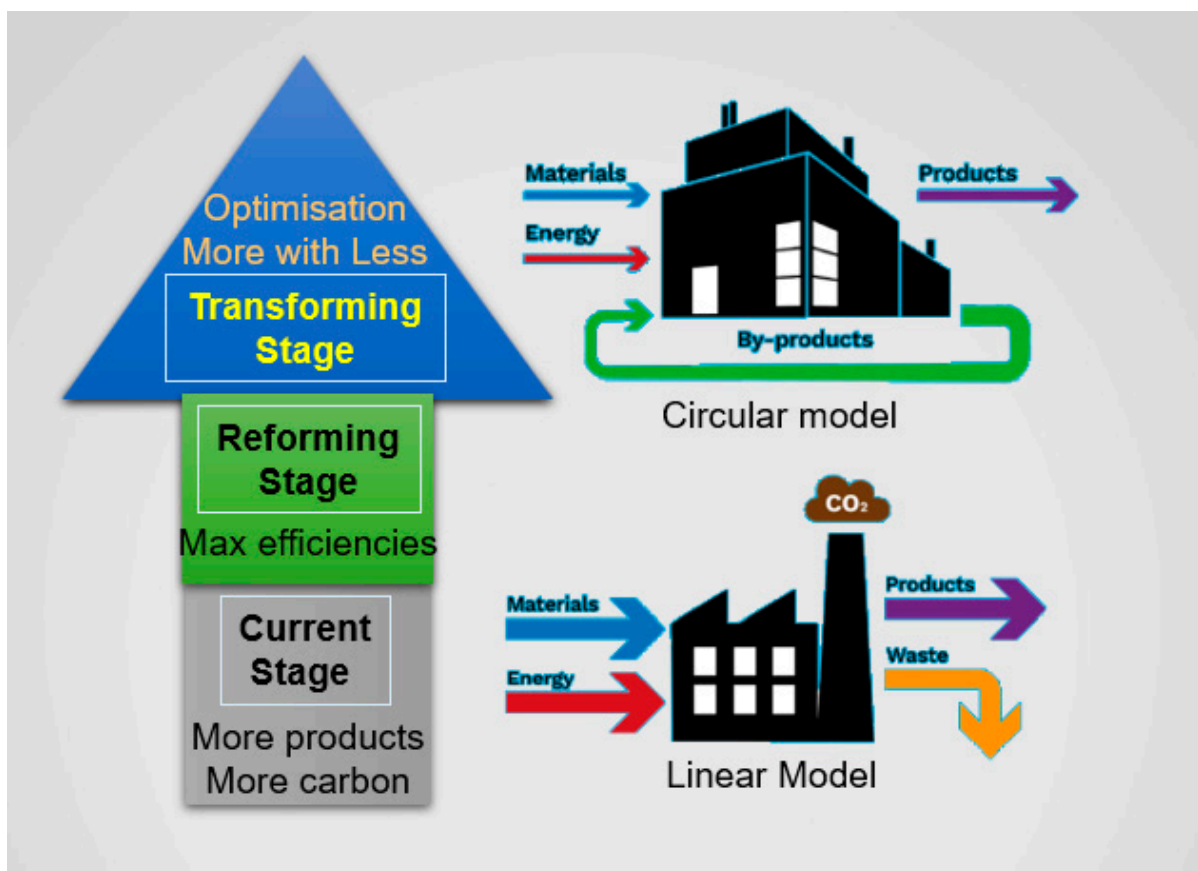 Optimisation
More with Less
Transforming
Stage
Reforming
Stage
Max efficiencies
Current
Stage
More products
More carbon
Materials
Energy
Products
By-products
Circular model
CO₂
Materials
Energy
Products
Waste
Linear Model